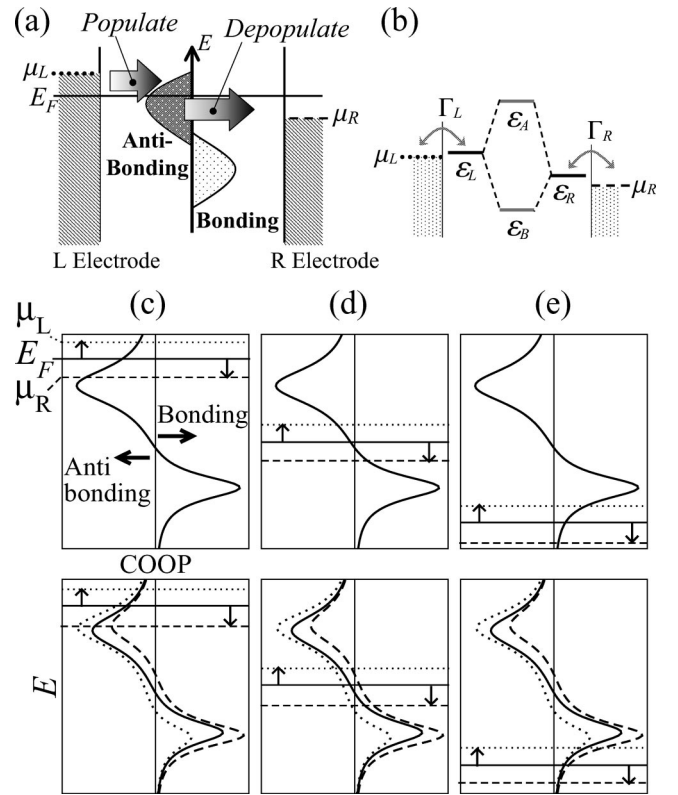 (a)
Populate
E
Depopulate
μL
EF
μR
Anti-
Bonding
Bonding
L Electrode
R Electrode
(b)
ΓL
εA
ΓR
μL
εL
εR
μR
εB
(c)
(d)
(e)
μL
EF
μR
Bonding
Anti
bonding
COOP
E